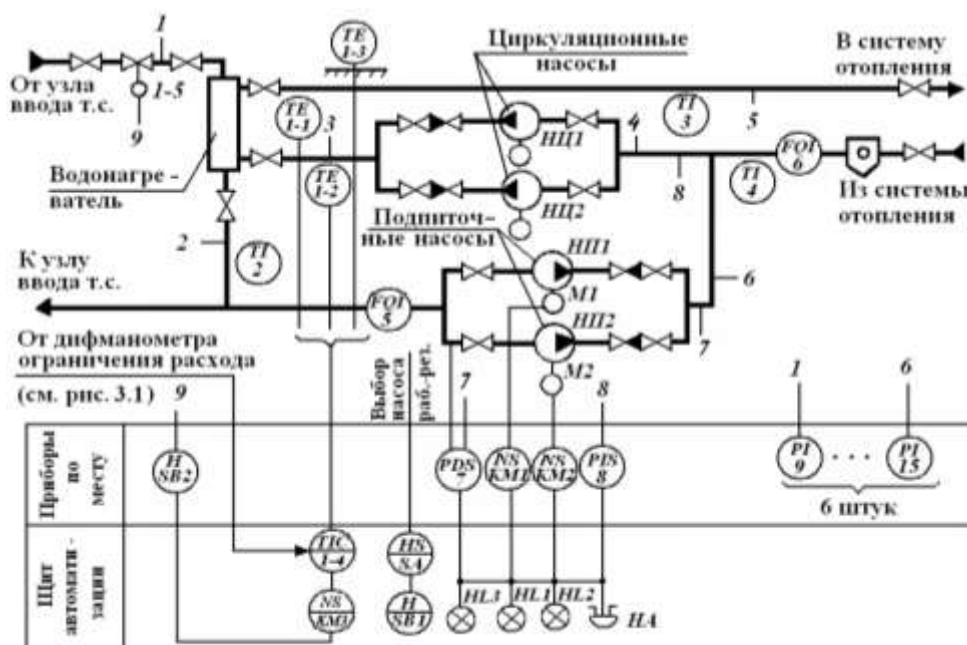 1
TE
1-3
Циркуляционные
насосы
В систему
отопления
От узла
ввода т.с.
1-5
9
TE
1-1
3
НЦ1
4
TI
3
5
FQI
6
Водонагре -
ватель
TE
1-2
НЦ2
8
TI
4
Из системы
отопления
Подпиточ-
ные насосы
2
TI
2
К узлу
ввода т.с.
НП1
6
FQI
5
М1
НП2
7
От дифманометра
ограничения расхода
(см. рис. 3.1)
9
Выбор
насоса
раб.-рез.
7
М2
8
1
6
Приборы
по
месту
H
SB2
PDS
7
NS
KM1
NS
KM2
PIS
8
PI
9
. . .
PI
15
6 штук
Щит
автомати -
зации
TIC
1-4
HS
SA
NS
KM3
H
SB1
HL3
HL1
HL2
HA